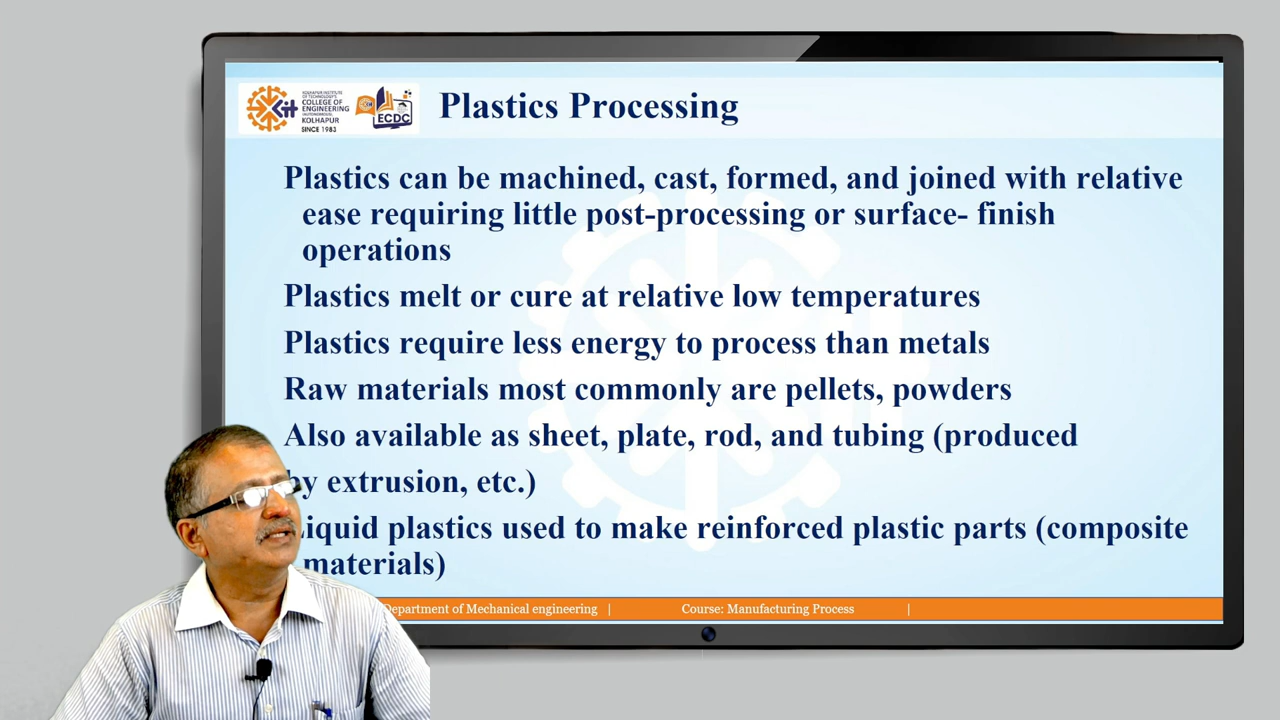 KOLHAPUR INSTITUTE
OF TECHNOLOGY'S
COLLEGE OF
ENGINEERING
(AUTONOMOUS),
KOLHAPUR
SINCE 1983
ECDC
Plastics Processing
Plastics can be machined, cast, formed, and joined with relative
ease requiring little post-processing or surface- finish
operations
Plastics melt or cure at relative low temperatures
Plastics require less energy to process than metals
Raw materials most commonly are pellets, powders
Also available as sheet, plate, rod, and tubing (produced
by extrusion, etc.)
Liquid plastics used to make reinforced plastic parts (composite
materials)
Department of Mechanical engineering |
Course: Manufacturing Process |